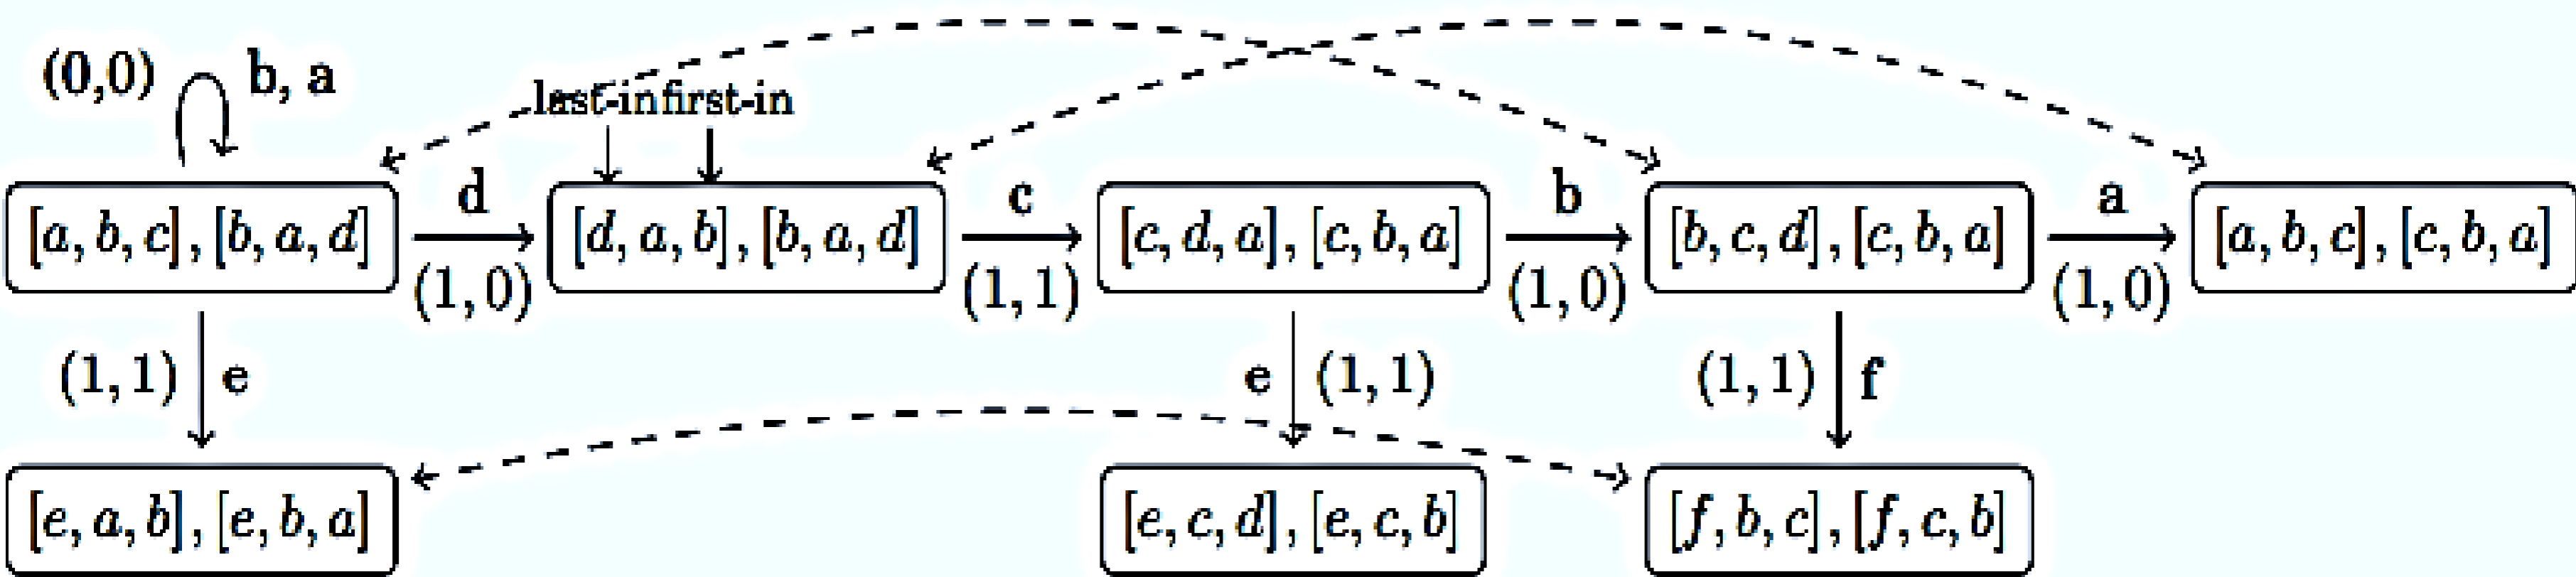 (0,0) b, a
last-in first-in
d c b a
[a, b, c], [b, a, d] [d, a, b], [b, a, d] [c, d, a], [c, b, a] [b, c, d], [c, b, a] [a, b, c], [c, b, a]
(1, 0) (1, 1) (1, 0) (1, 0)
(1, 1) e e (1, 1) (1, 1) f
[e, a, b], [e, b, a] [e, c, d], [e, c, b] [f, b, c], [f, c, b]